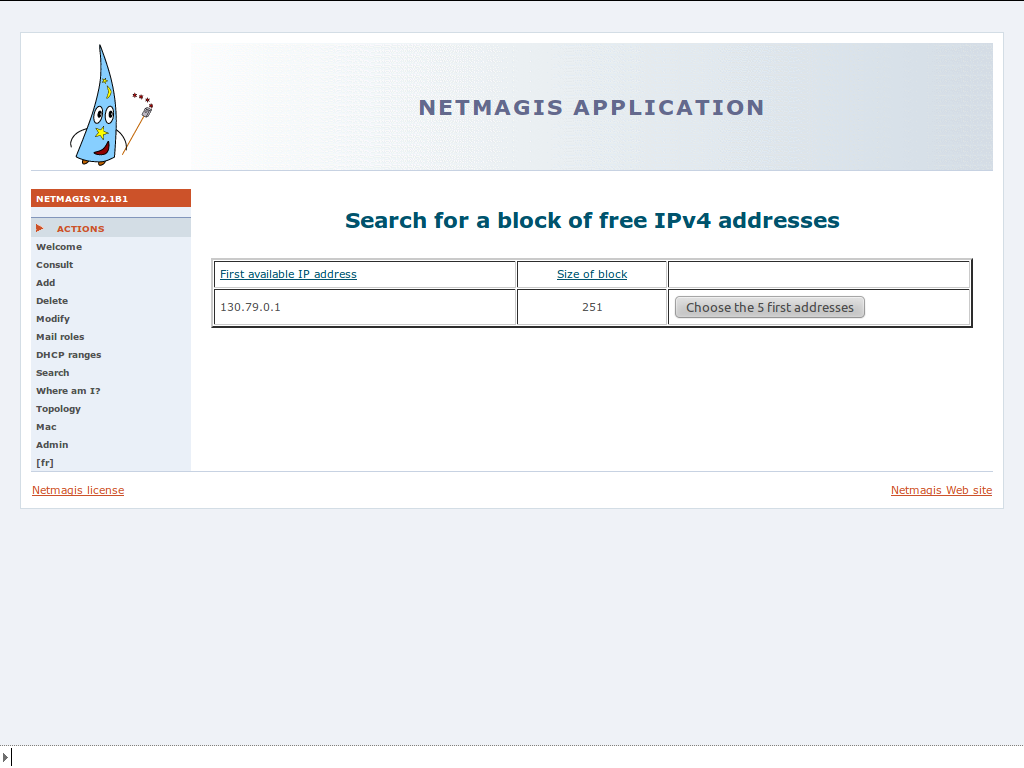 NETMAGIS APPLICATION
NETMAGIS V2.1B1
ACTIONS
Welcome
Consult
Add
Delete
Modify
Mail roles
DHCP ranges
Search
Where am I?
Topology
Mac
Admin
[fr]
Search for a block of free IPv4 addresses
First available IP address Size of block
130.79.0.1 251 Choose the 5 first addresses
Netmagis license Netmagis Web site